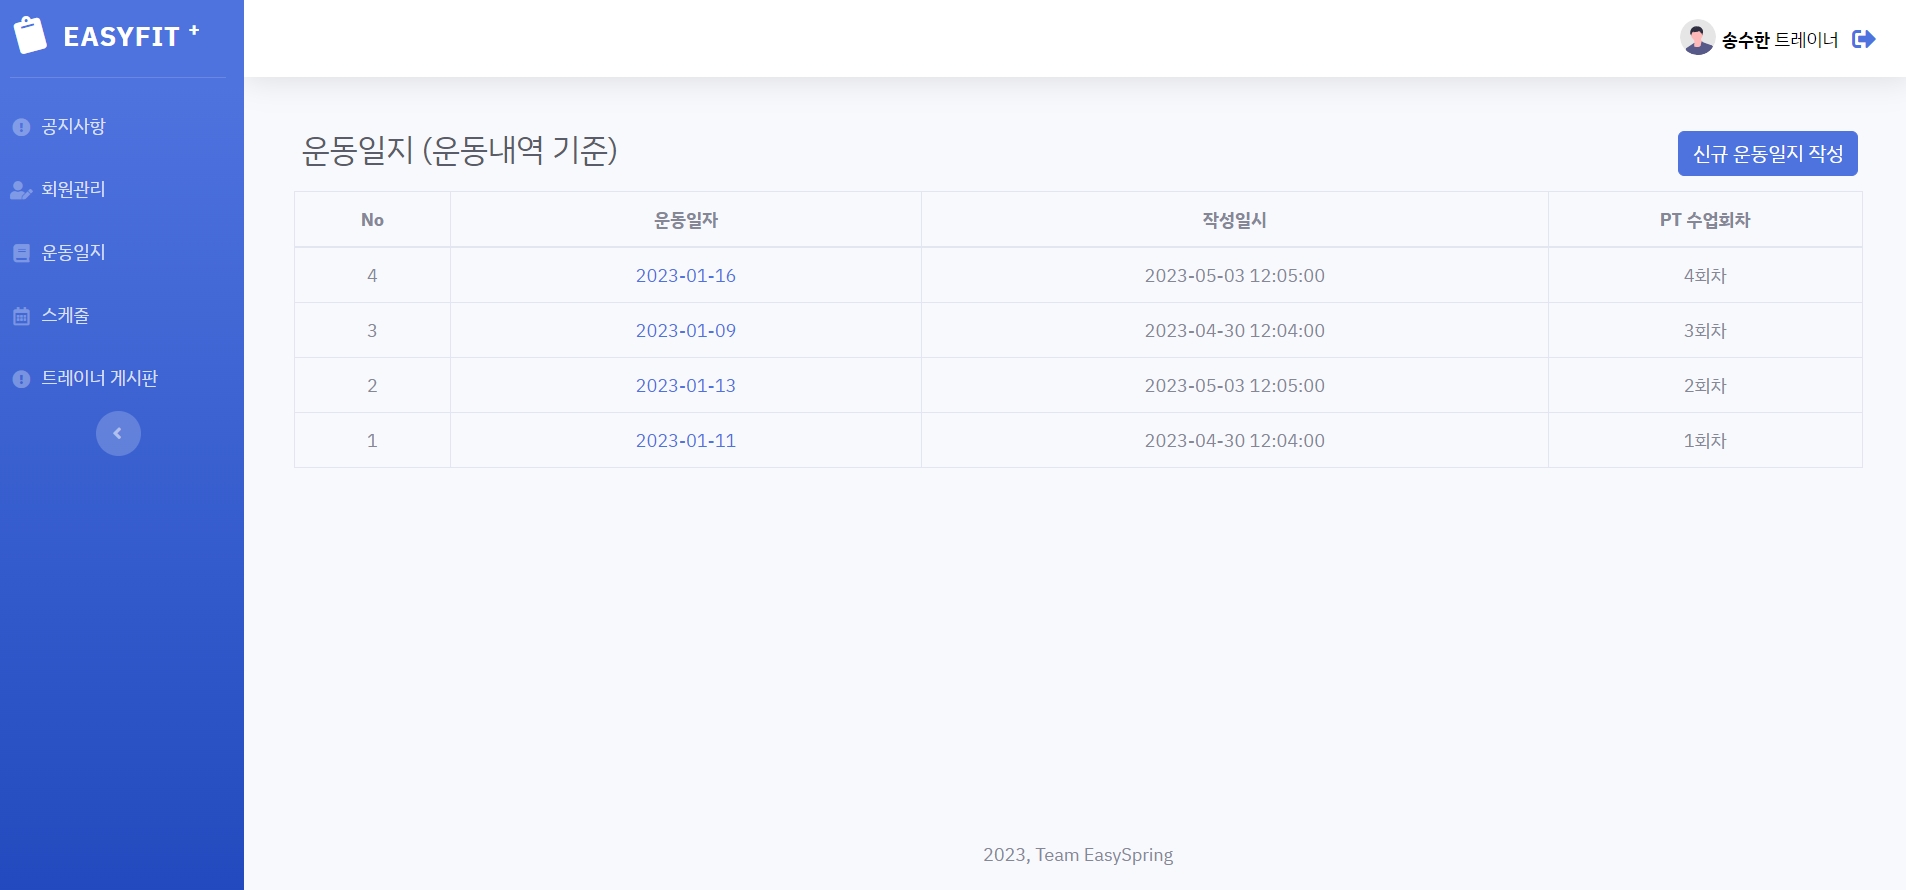 EASYFIT +
송수한 트레이너
공지사항
회원관리
운동일지
스케줄
트레이너 게시판
운동일지 (운동내역 기준)
신규 운동일지 작성
No 운동일자 작성일시 PT 수업회차
4 2023-01-16 2023-05-03 12:05:00 4회차
3 2023-01-09 2023-04-30 12:04:00 3회차
2 2023-01-13 2023-05-03 12:05:00 2회차
1 2023-01-11 2023-04-30 12:04:00 1회차
2023, Team EasySpring